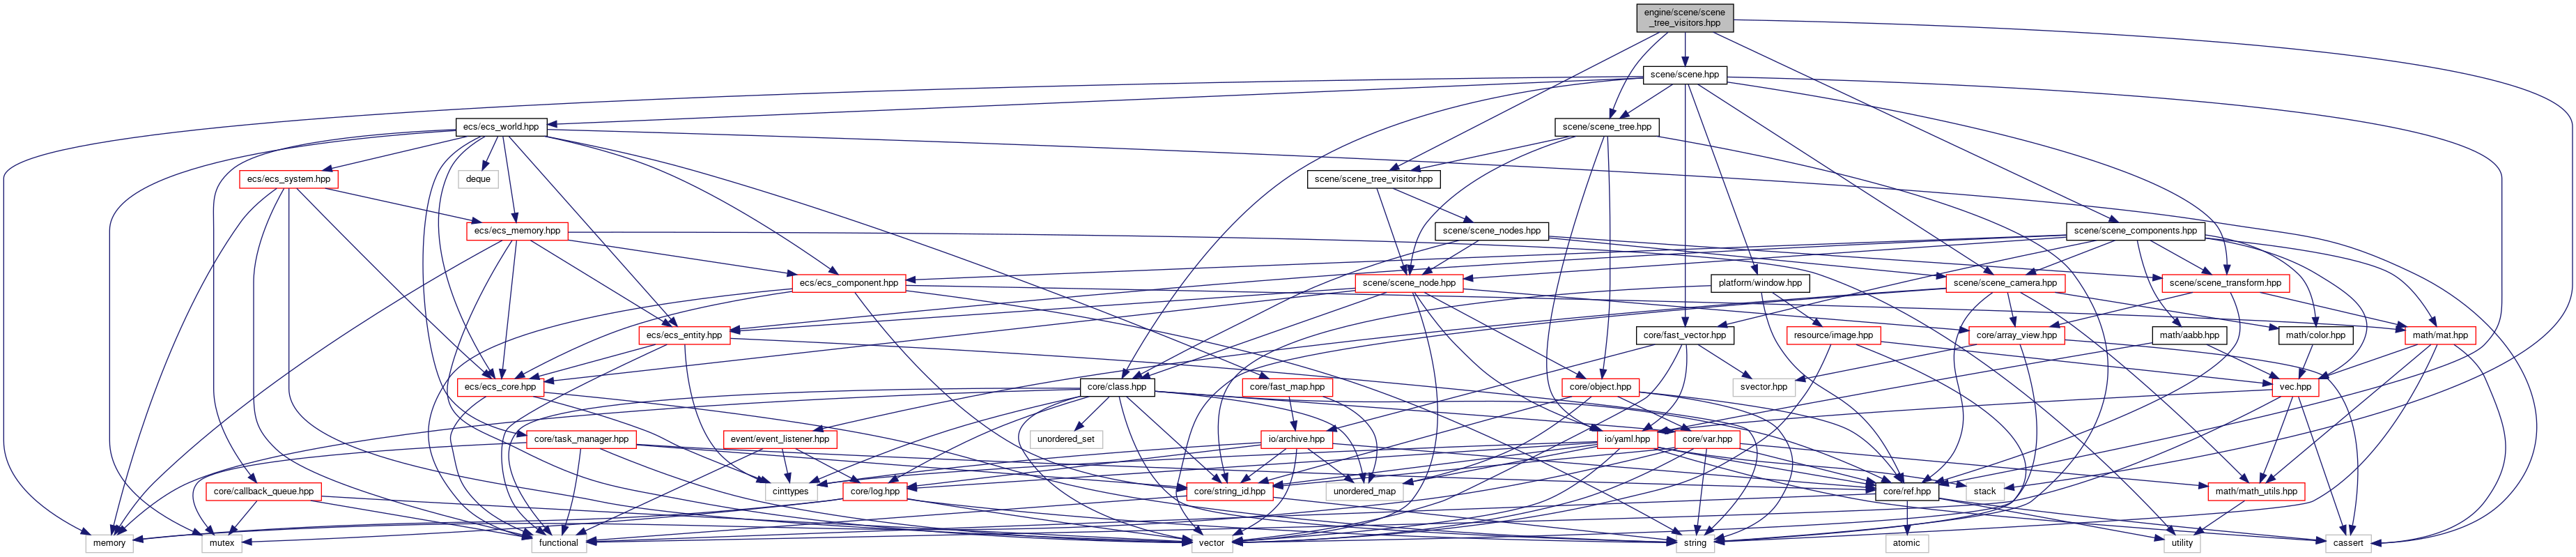 engine/scene/scene
_tree_visitors.hpp
scene/scene.hpp
ecs/ecs_world.hpp
scene/scene_tree.hpp
ecs/ecs_system.hpp
deque
scene/scene_tree_visitor.hpp
ecs/ecs_memory.hpp
scene/scene_nodes.hpp
scene/scene_components.hpp
ecs/ecs_component.hpp
scene/scene_node.hpp
platform/window.hpp
scene/scene_camera.hpp
scene/scene_transform.hpp
ecs/ecs_entity.hpp
core/fast_vector.hpp
resource/image.hpp
core/array_view.hpp
math/aabb.hpp
math/color.hpp
math/mat.hpp
ecs/ecs_core.hpp
core/class.hpp
core/fast_map.hpp
core/object.hpp
svector.hpp
vec.hpp
core/task_manager.hpp
event/event_listener.hpp
unordered_set
io/archive.hpp
io/yaml.hpp
core/var.hpp
core/callback_queue.hpp
cinttypes
core/log.hpp
core/string_id.hpp
unordered_map
core/ref.hpp
stack
math/math_utils.hpp
memory
mutex
functional
vector
string
atomic
utility
cassert